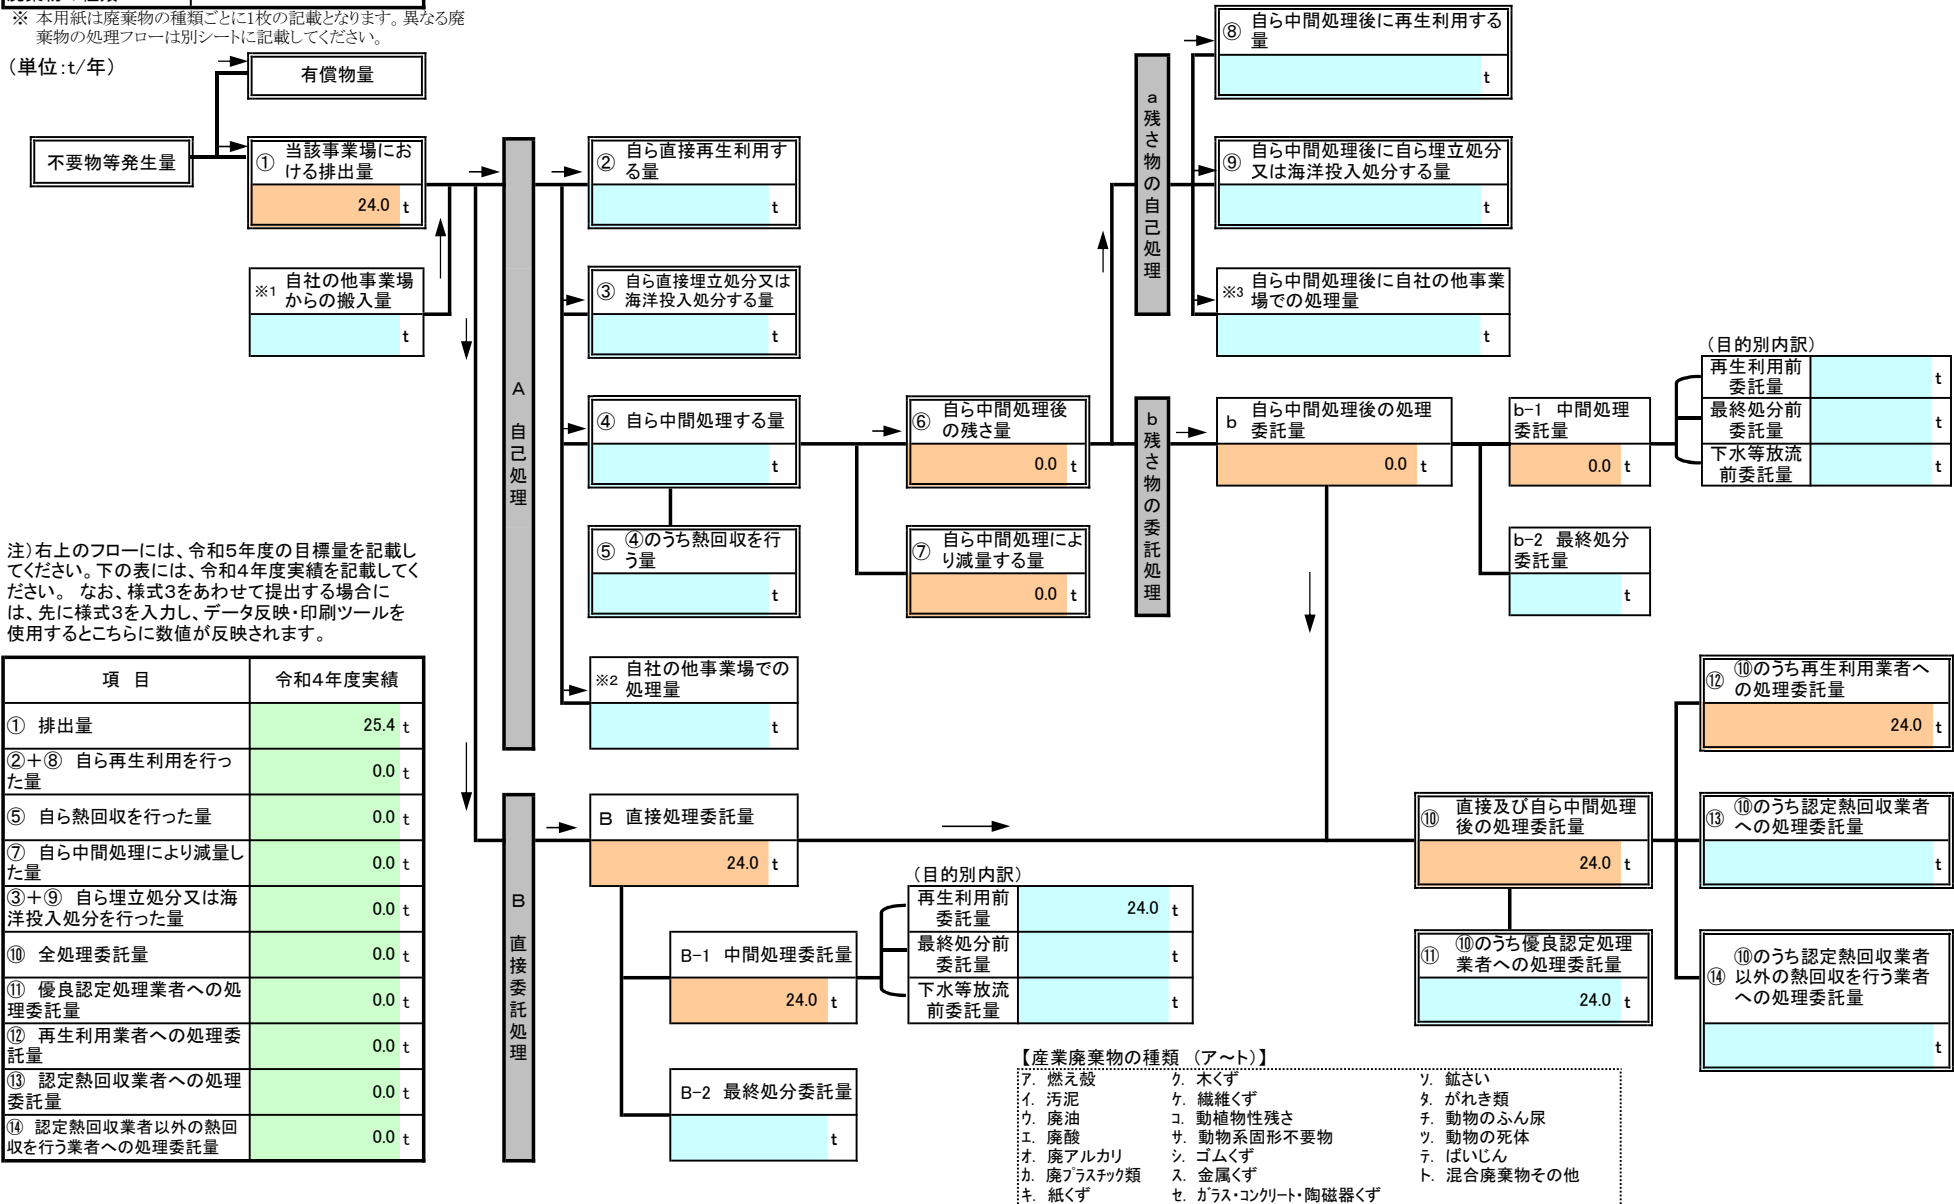 ※ 本用紙は廃棄物の種類ごとに1枚の記載となります。異なる廃
棄物の処理フローは別シートに記載してください。
（単位：t/年）
有償物量
不要物等発生量
① 当該事業場にお
ける排出量
24.0 t
※1 自社の他事業場
からの搬入量
t
A 自己処理
② 自ら直接再生利用す
る量
t
③ 自ら直接埋立処分又は
海洋投入処分する量
t
④ 自ら中間処理する量
t
⑤ ④のうち熱回収を行
う量
t
※2 自社の他事業場での
処理量
t
⑥ 自ら中間処理後
の残さ量
0.0 t
⑦ 自ら中間処理によ
り減量する量
0.0 t
a 残さ物の自己処理
⑧ 自ら中間処理後に再生利用する
量
t
⑨ 自ら中間処理後に自ら埋立処分
又は海洋投入処分する量
t
※3 自ら中間処理後に自社の他事業
場での処理量
t
b 残さ物の委託処理
b 自ら中間処理後の処理
委託量
0.0 t
b-1 中間処理
委託量
0.0 t
（目的別内訳）
再生利用前
委託量
t
最終処分前
委託量
t
下水等放流
前委託量
t
b-2 最終処分
委託量
t
注）右上のフローには、令和5年度の目標量を記載し
てください。下の表には、令和4年度実績を記載してく
ださい。 なお、様式3をあわせて提出する場合に
は、先に様式3を入力し、データ反映・印刷ツールを
使用するとこちらに数値が反映されます。
項 目 令和4年度実績
① 排出量 25.4 t
②＋⑧ 自ら再生利用を行っ
た量 0.0 t
⑤ 自ら熱回収を行った量 0.0 t
⑦ 自ら中間処理により減量し
た量 0.0 t
③＋⑨ 自ら埋立処分又は海
洋投入処分を行った量 0.0 t
⑩ 全処理委託量 0.0 t
⑪ 優良認定処理業者への処
理委託量 0.0 t
⑫ 再生利用業者への処理委
託量 0.0 t
⑬ 認定熱回収業者への処理
委託量 0.0 t
⑭ 認定熱回収業者以外の熱回
収を行う業者への処理委託量 0.0 t
B 直接委託処理
B 直接処理委託量
24.0 t
B-1 中間処理委託量
24.0 t
（目的別内訳）
再生利用前
委託量
24.0 t
最終処分前
委託量
t
下水等放流
前委託量
t
B-2 最終処分委託量
t
⑩ 直接及び自ら中間処理
後の処理委託量
24.0 t
⑪ ⑩のうち優良認定処理
業者への処理委託量
24.0 t
⑫ ⑩のうち再生利用業者へ
の処理委託量
24.0 t
⑬ ⑩のうち認定熱回収業者
への処理委託量
t
⑭ ⑩のうち認定熱回収業者
以外の熱回収を行う業者
への処理委託量
t
【産業廃棄物の種類 （ア～ト）】
ア. 燃え殻 ク. 木くず ソ. 鉱さい
イ. 汚泥 ケ. 繊維くず タ. がれき類
ウ. 廃油 コ. 動植物性残さ チ. 動物のふん尿
エ. 廃酸 サ. 動物系固形不要物 ツ. 動物の死体
オ. 廃アルカリ シ. ゴムくず テ. ばいじん
カ. 廃プラスチック類 ス. 金属くず ト. 混合廃棄物その他
キ. 紙くず セ. ガラス・コンクリート・陶磁器くず